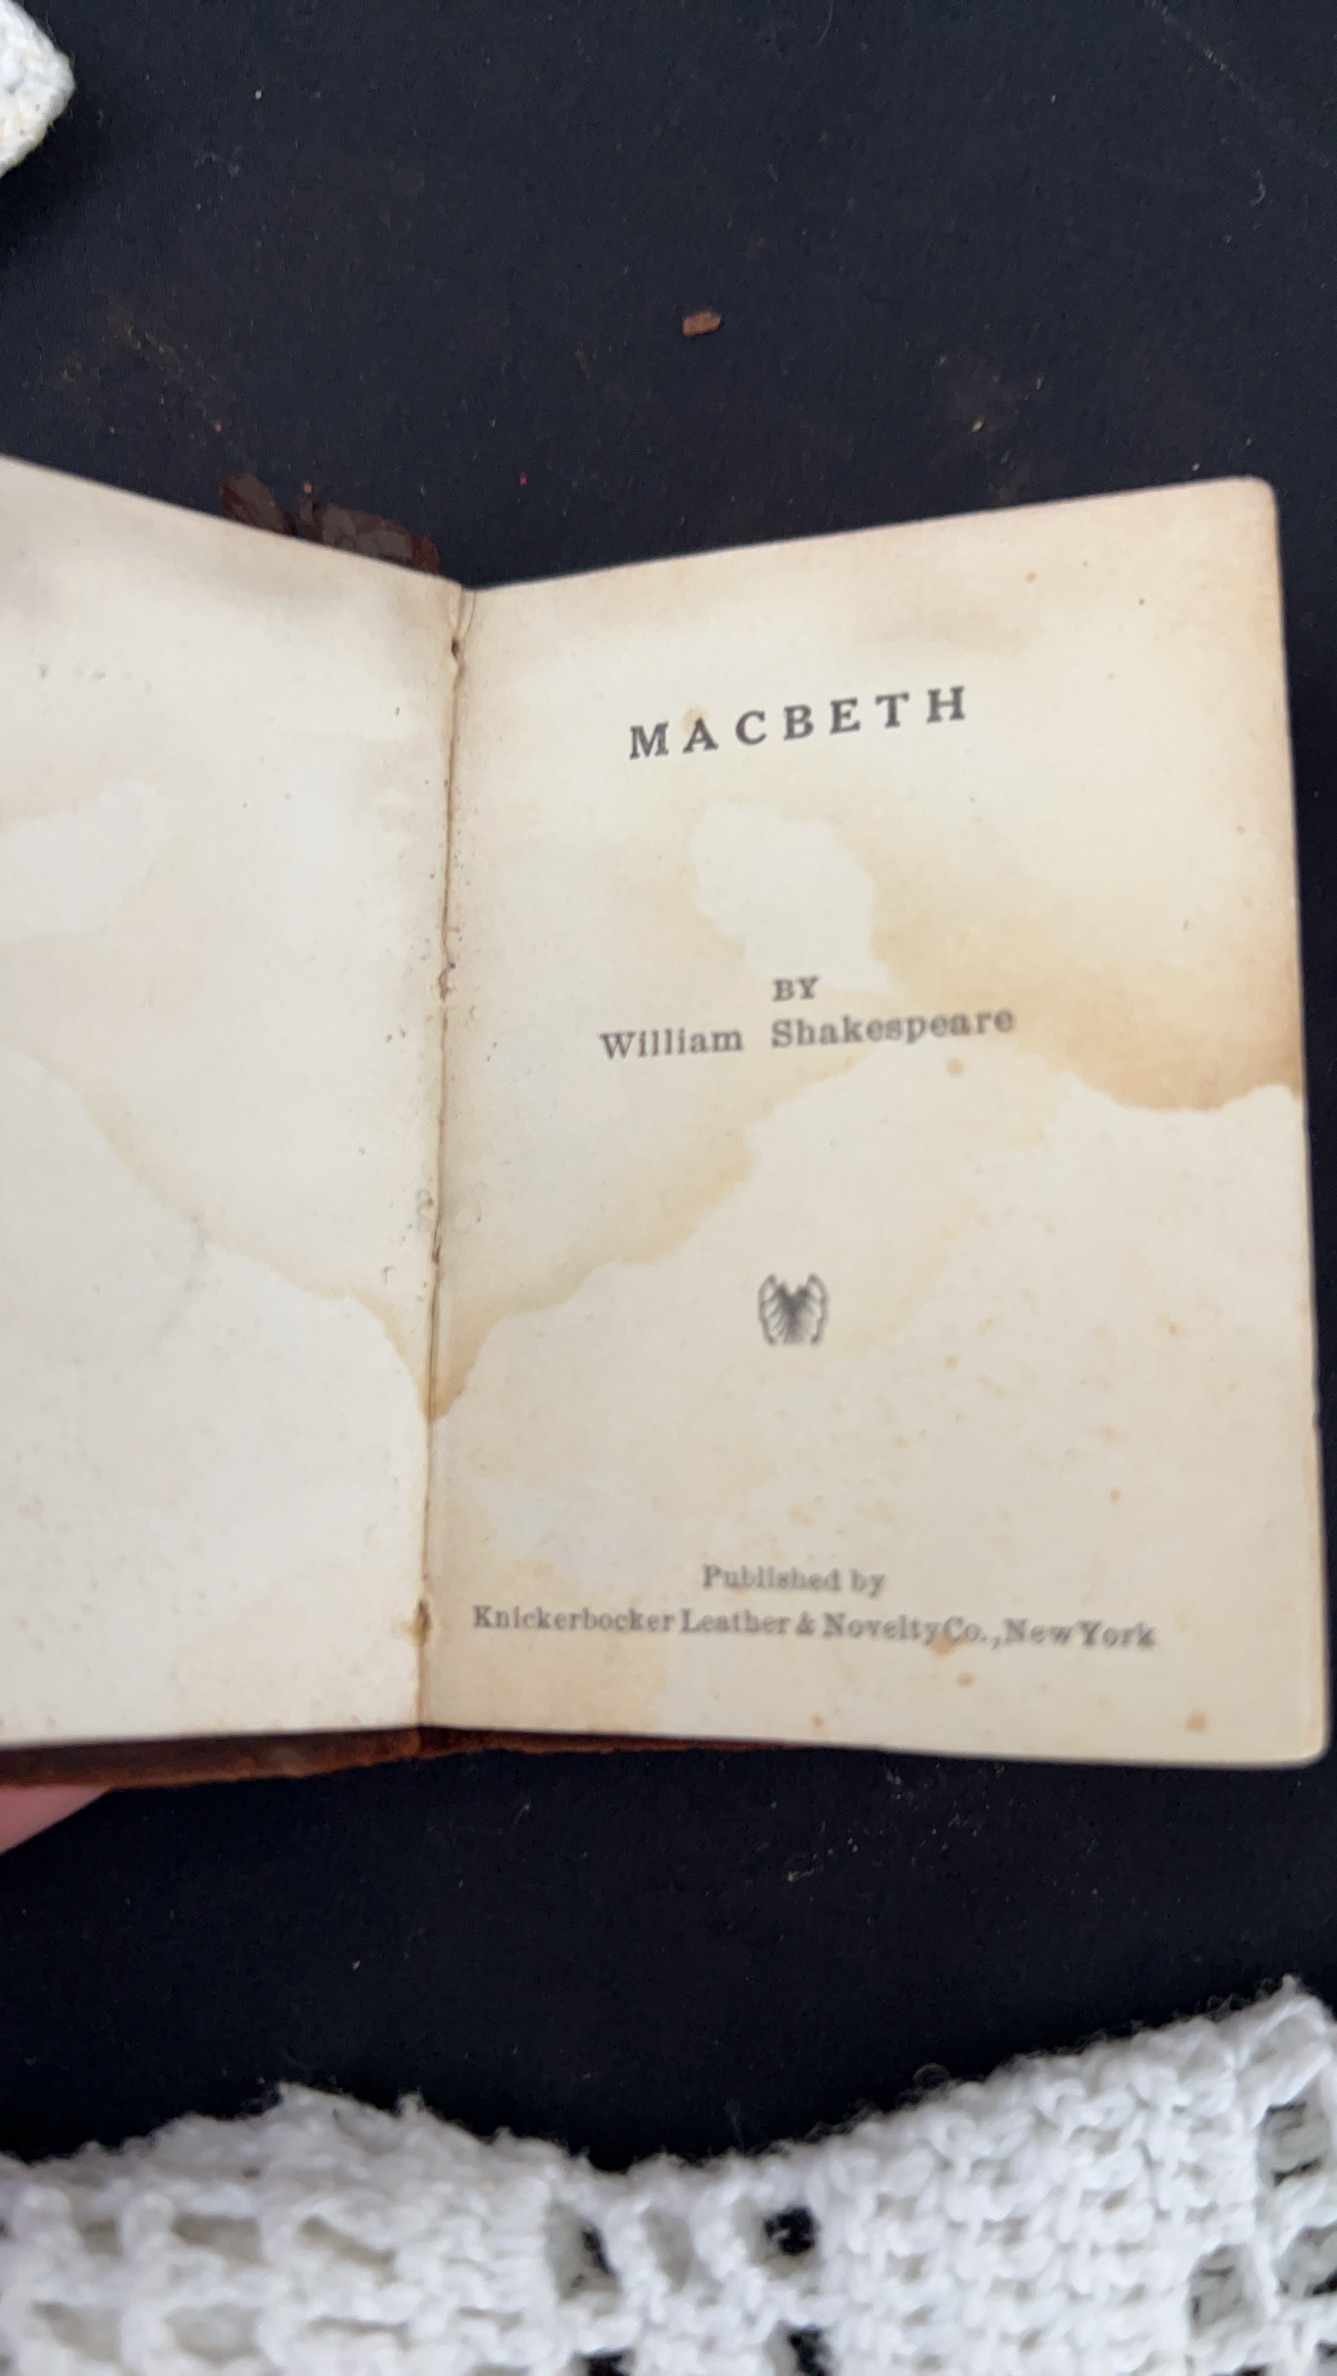 MACBETH
BY
William Shakespeare
Published by
Knickerbocker Leather & Novelty Co., New York